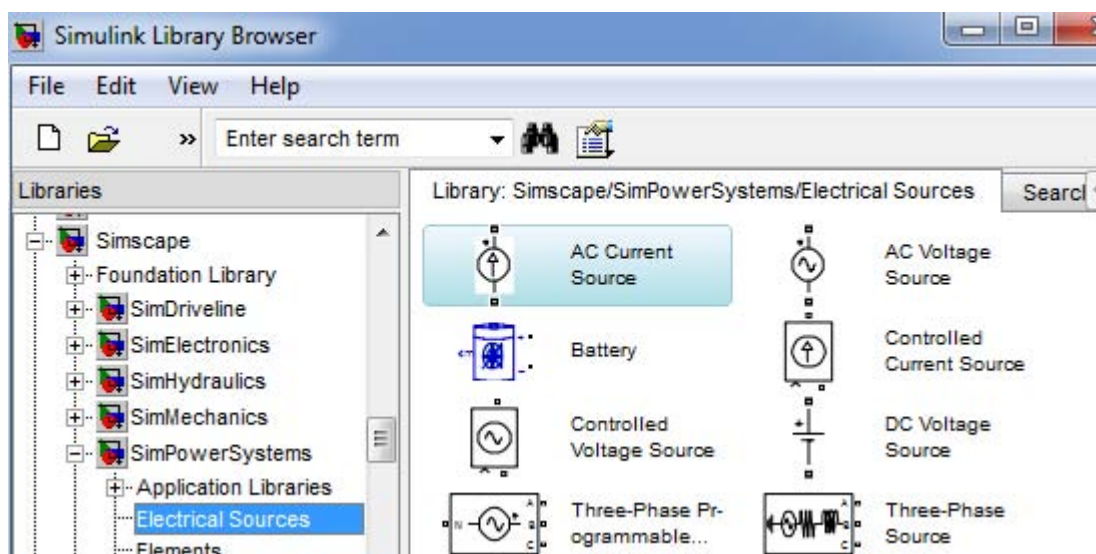 Simulink Library Browser
File Edit View Help
» Enter search term
Libraries
Library: Simscape/SimPowerSystems/Electrical Sources
Simscape
Foundation Library
SimDriveline
SimElectronics
SimHydraulics
SimMechanics
SimPowerSystems
Application Libraries
Electrical Sources
Elements
AC Current
Source
AC Voltage
Source
Battery
Controlled
Current Source
Controlled
Voltage Source
DC Voltage
Source
N
A
B
C
Three-Phase Pr-
ogrammable...
A
B
C
Three-Phase
Source